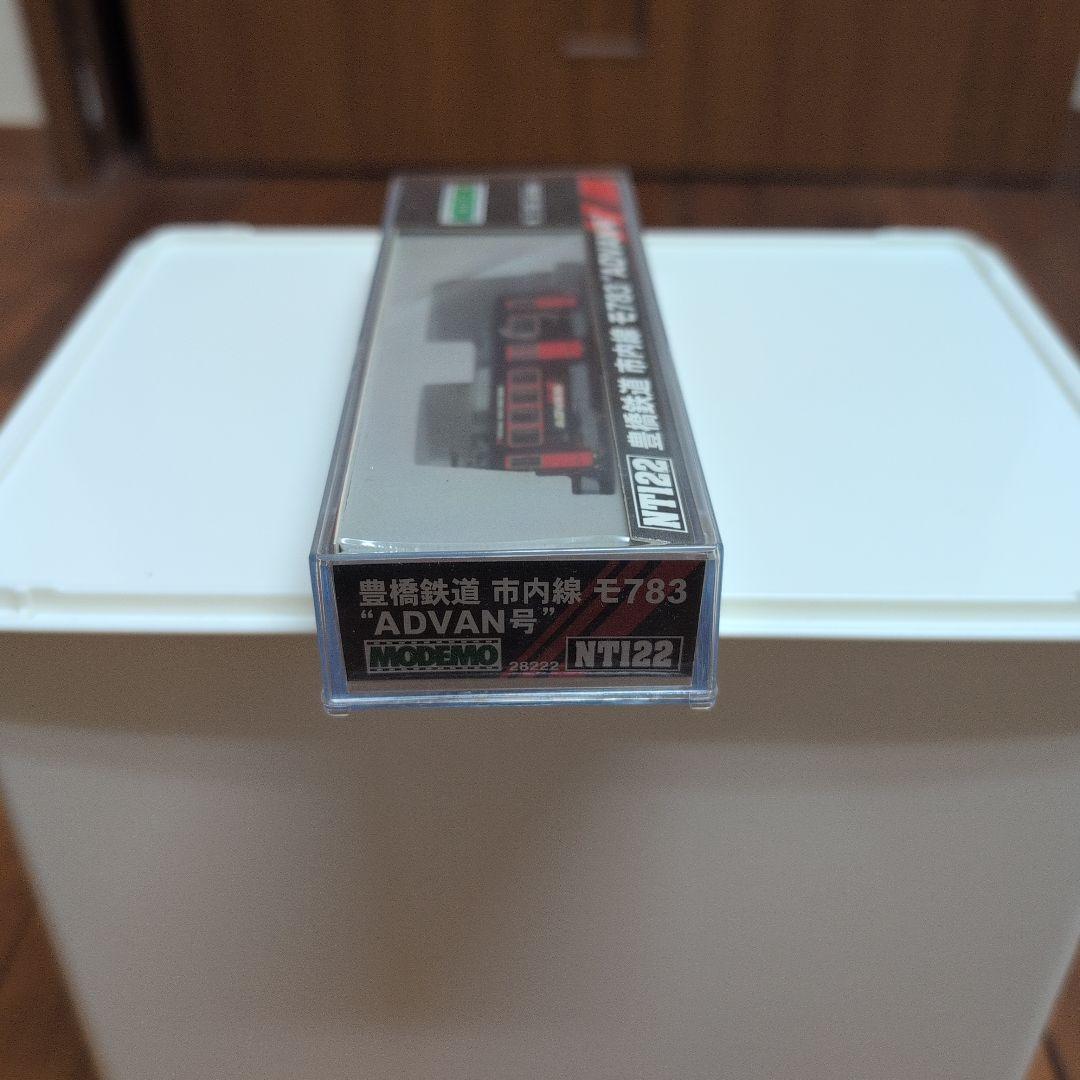 豊橋鉄道 市内線 モ783 "ADVAN号"
NT122
豊橋鉄道 市内線 モ783
“ADVAN号”
MODEMO 28222 NT122